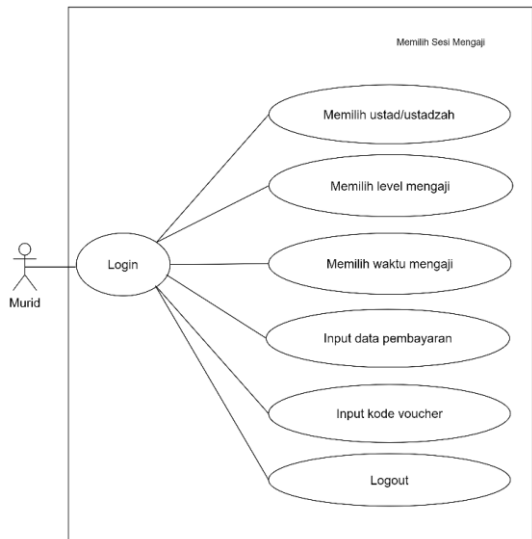 Memilih Sesi Mengaji
Memilih ustad/ustadzah
Memilih level mengaji
Login
Memilih waktu mengaji
Murid
Input data pembayaran
Input kode voucher
Logout